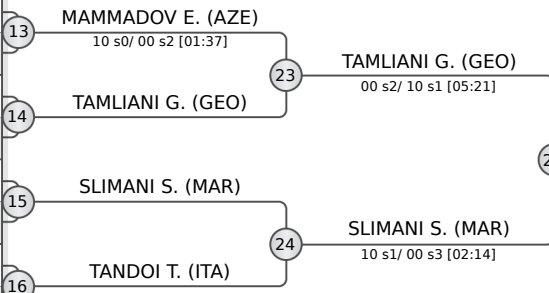 MAMMADOV E. (AZE)
13
10 s0/ 00 s2 [01:37]
TAMLIANI G. (GEO)
23
00 s2/ 10 s1 [05:21]
TAMLIANI G. (GEO)
14
SLIMANI S. (MAR)
15
SLIMANI S. (MAR)
24
10 s1/ 00 s3 [02:14]
TANDOI T. (ITA)
16